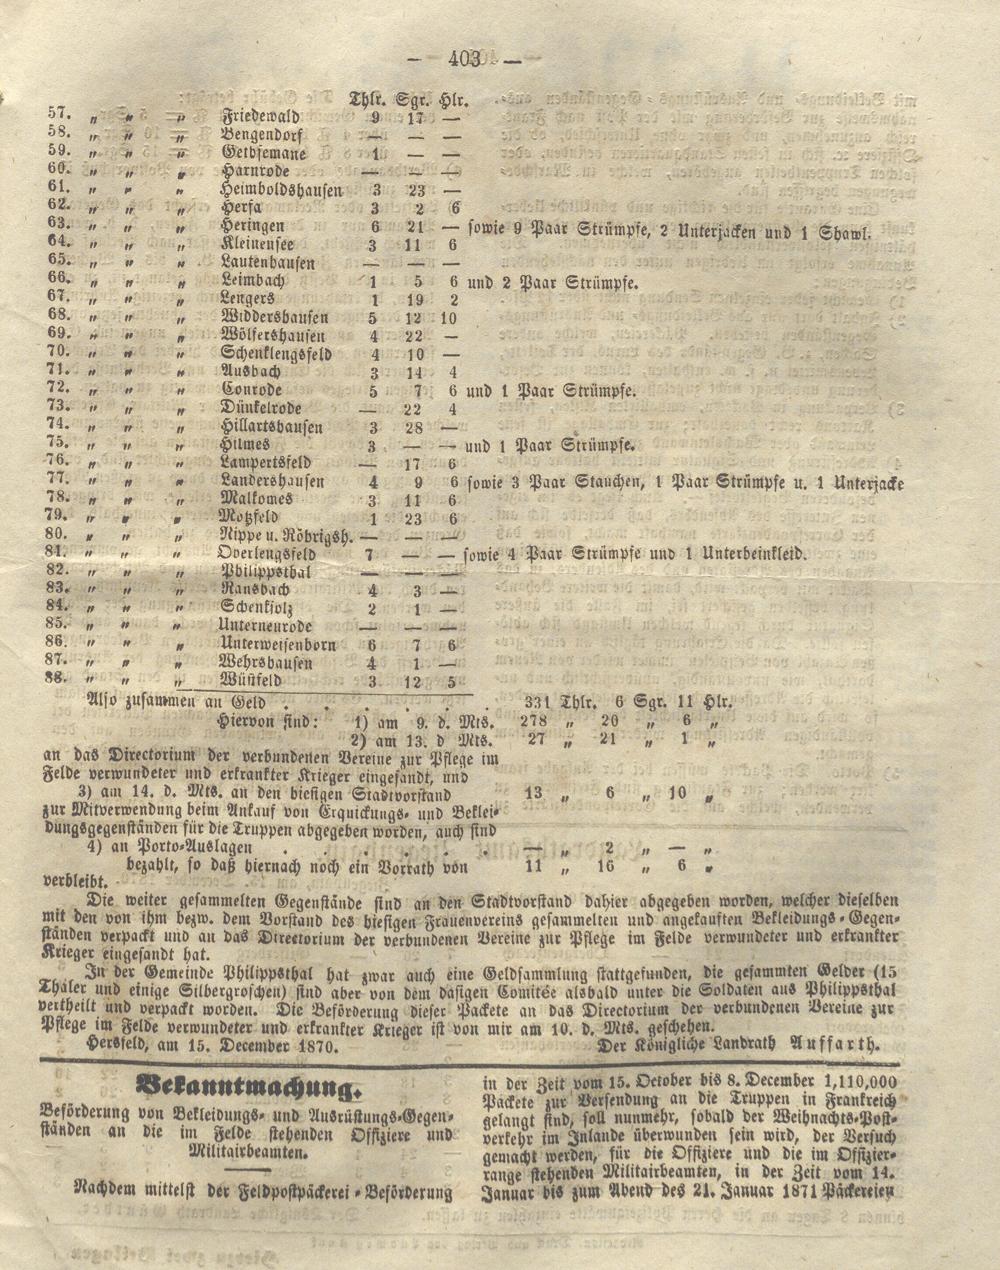 — 403 —
Thlr. Sgr. Hlr.
57. „ „ „ Friedewald 9 17 —
58. „ „ „ Bengendorf — — —
59. „ „ „ Gethsemane 1 — —
60. „ „ „ Harnrode — — —
61. „ „ „ Heimboldshausen 3 23 —
62. „ „ „ Herfa 3 2 6
63. „ „ „ Heringen 6 21 — sowie 9 Paar Strümpfe, 2 Unterjacken und 1 Shawl.
64. „ „ „ Kleinensee 3 11 6
65. „ „ „ Lautenhausen — — —
66. „ „ „ Leimbach 1 5 6 und 2 Paar Strümpfe.
67. „ „ „ Lengers 1 19 2
68. „ „ „ Widdershausen 5 12 10
69. „ „ „ Wölfershausen 4 22 —
70. „ „ „ Schenklengsfeld 4 10 —
71. „ „ „ Ausbach 3 14 4
72. „ „ „ Conrode 5 7 6 und 1 Paar Strümpfe.
73. „ „ „ Dünkelrode — 22 4
74. „ „ „ Hillartshausen 3 28 —
75. „ „ „ Hilmes 3 — — und 1 Paar Strümpfe.
76. „ „ „ Lampertsfeld — 17 6
77. „ „ „ Landershausen 4 9 6 sowie 3 Paar Stauchen, 1 Paar Strümpfe u. 1 Unterjacke
78. „ „ „ Malkomes 3 11 6
79. „ „ „ Motzfeld 1 23 6
80. „ „ „ Nippe u. Röhrigsh. — — —
81. „ „ „ Oberlengsfeld 7 — — sowie 4 Paar Strümpfe und 1 Unterbeinkleid.
82. „ „ „ Philippsthal — — —
83. „ „ „ Ransbach 4 3 —
84. „ „ „ Schenksolz 2 1 —
85. „ „ „ Unterneurode — — —
86. „ „ „ Unterweisenborn 6 7 6
87. „ „ „ Wehrshausen 4 1 —
88. „ „ „ Wüstfeld 3 12 5
Also zusammen an Geld . . . . . . 331 Thlr. 6 Sgr. 11 Hlr.
Hiervon sind: 1) am 9. d. Mts. 278 „ 20 „ 6 „
2) am 13. d Mts. 27 „ 21 „ 1 „
an das Directorium der verbundenen Vereine zur Pflege im
Felde verwundeter und erkrankter Krieger eingesandt, und
3) am 14. d. Mts. an den hiesigen Stadtvorstand 13 „ 6 „ 10 „
zur Mitverwendung beim Ankauf von Erquickungs- und Beklei-
dungsgegenständen für die Truppen abgegeben worden, auch sind
4) an Porto-Auslagen . . . . . . — „ 2 „ — „
bezahlt, so daß hiernach noch ein Vorrath von 11 „ 16 „ 6 „
verbleibt.
Die weiter gesammelten Gegenstände sind an den Stadtvorstand dahier abgegeben worden, welcher dieselben
mit den von ihm bezw. dem Vorstand des hiesigen Frauenvereins gesammelten und angekauften Bekleidungs-Gegen-
ständen verpackt und an das Directorium der verbundenen Vereine zur Pflege im Felde verwundeter und erkrankter
Krieger eingesandt hat.
In der Gemeinde Philippsthal hat zwar auch eine Geldsammlung stattgefunden, die gesammten Gelder (15
Thaler und einige Silbergroschen) sind aber von dem dasigen Comitée alsbald unter die Soldaten aus Philippsthal
vertheilt und verpackt worden. Die Beförderung dieser Packete an das Directorium der verbundenen Vereine zur
Pflege im Felde verwundeter und erkrankter Krieger ist von mir am 10. d. Mts. geschehen.
Hersfeld, am 15. December 1870. Der Königliche Landrath Auffarth.
Bekanntmachung.
Beförderung von Bekleidungs- und Ausrüstungs-Gegen-
ständen an die im Felde stehenden Offiziere und
Militairbeamten.
Nachdem mittelst der Feldpostpäckerei-Beförderung
in der Zeit vom 15. October bis 8. December 1,110,000
Päckete zur Versendung an die Truppen in Frankreich
gelangt sind, soll nunmehr, sobald der Weihnachts-Post-
verkehr im Inlande überwunden sein wird, der Versuch
gemacht werden, für die Offiziere und die im Offizier-
range stehenden Militairbeamten, in der Zeit vom 14.
Januar bis zum Abend des 21. Januar 1871 Päckereien